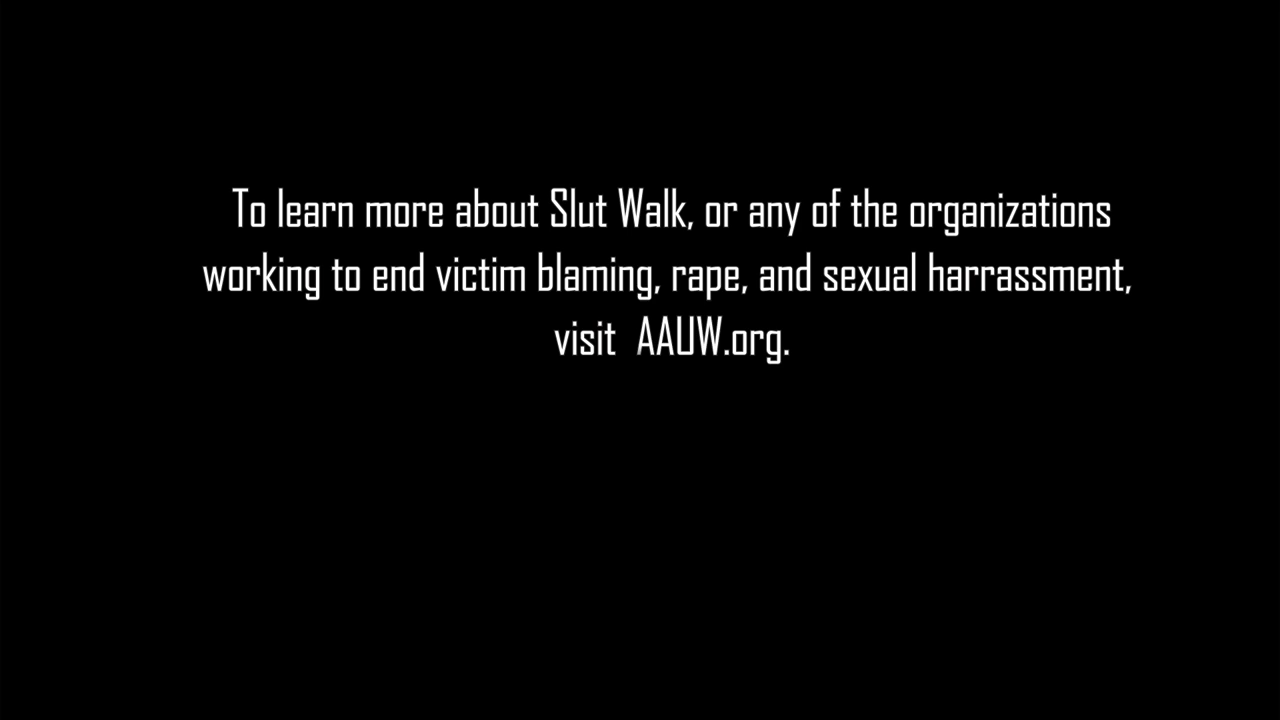 To learn more about Slut Walk, or any of the organizations
working to end victim blaming, rape, and sexual harrassment,
visit AAUW.org.